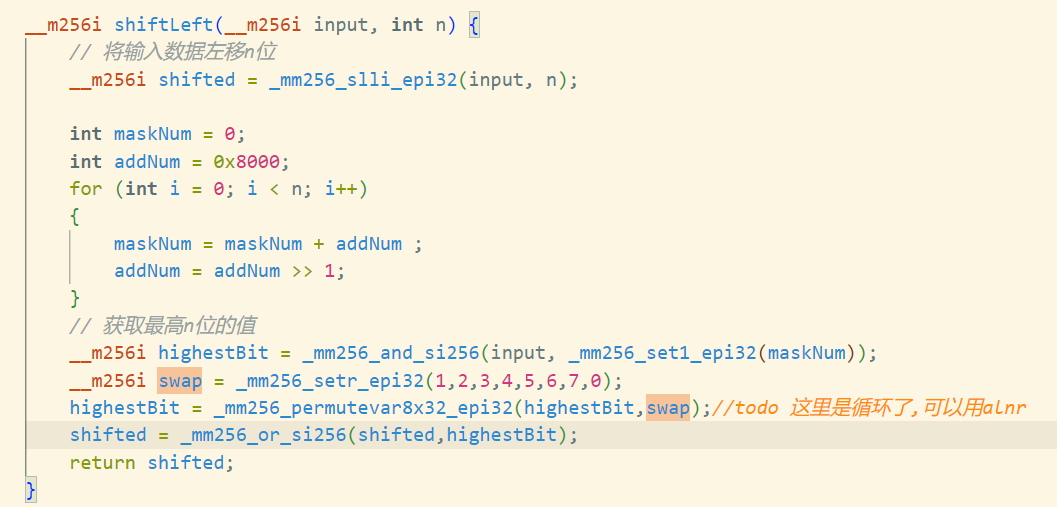 __m256i shiftLeft(__m256i input, int n) {
// 将输入数据左移n位
__m256i shifted = _mm256_slli_epi32(input, n);
int maskNum = 0;
int addNum = 0x8000;
for (int i = 0; i < n; i++)
{
maskNum = maskNum + addNum ;
addNum = addNum >> 1;
}
// 获取最高n位的值
__m256i highestBit = _mm256_and_si256(input, _mm256_set1_epi32(maskNum));
__m256i swap = _mm256_setr_epi32(1,2,3,4,5,6,7,0);
highestBit = _mm256_permutevar8x32_epi32(highestBit,swap);//todo 这里是循环了,可以用alnr
shifted = _mm256_or_si256(shifted,highestBit);
return shifted;
}